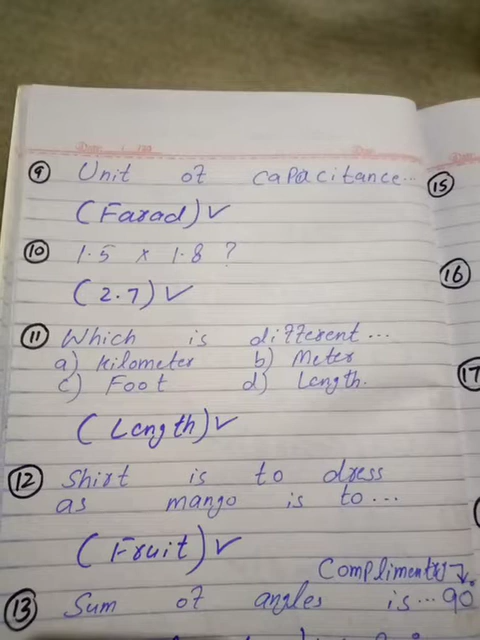 9 Unit of capacitance...
(Farad) ✓
10 1.5 x 1.8 ?
(2.7) ✓
11 Which is different...
a) Kilometer b) Meter
c) Foot d) Length.
(Length) ✓
12 Shirt is to dress
as mango is to...
(Fruit) ✓
Complimentry
13 Sum of angles is...90
15
16
17